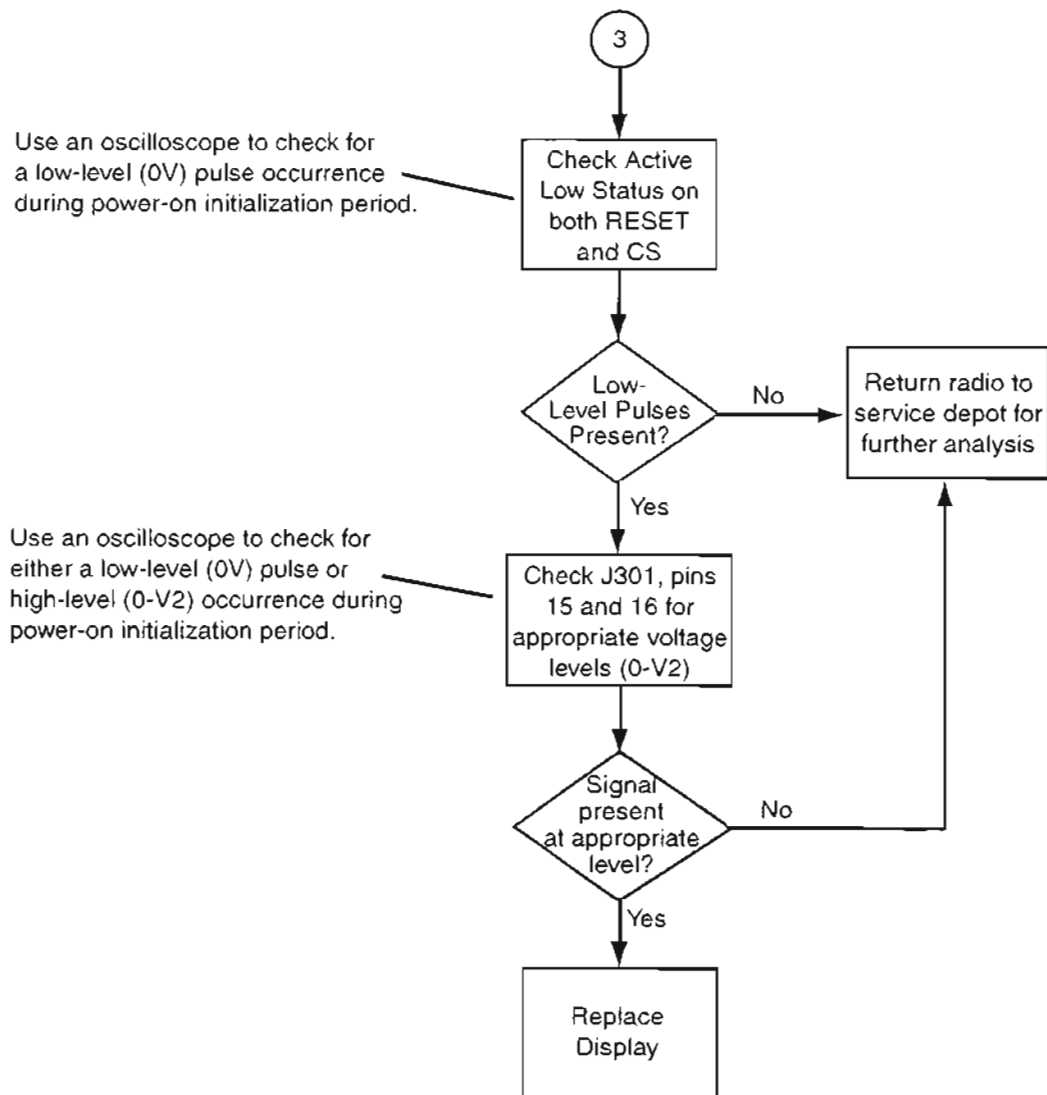 3
Use an oscilloscope to check for
a low-level (0V) pulse occurrence
during power-on initialization period.
Check Active
Low Status on
both RESET
and CS
Low-
Level Pulses
Present?
No
Return radio to
service depot for
further analysis
Yes
Use an oscilloscope to check for
either a low-level (0V) pulse or
high-level (0-V2) occurrence during
power-on initialization period.
Check J301, pins
15 and 16 for
appropriate voltage
levels (0-V2)
Signal
present
at appropriate
level?
No
Yes
Replace
Display